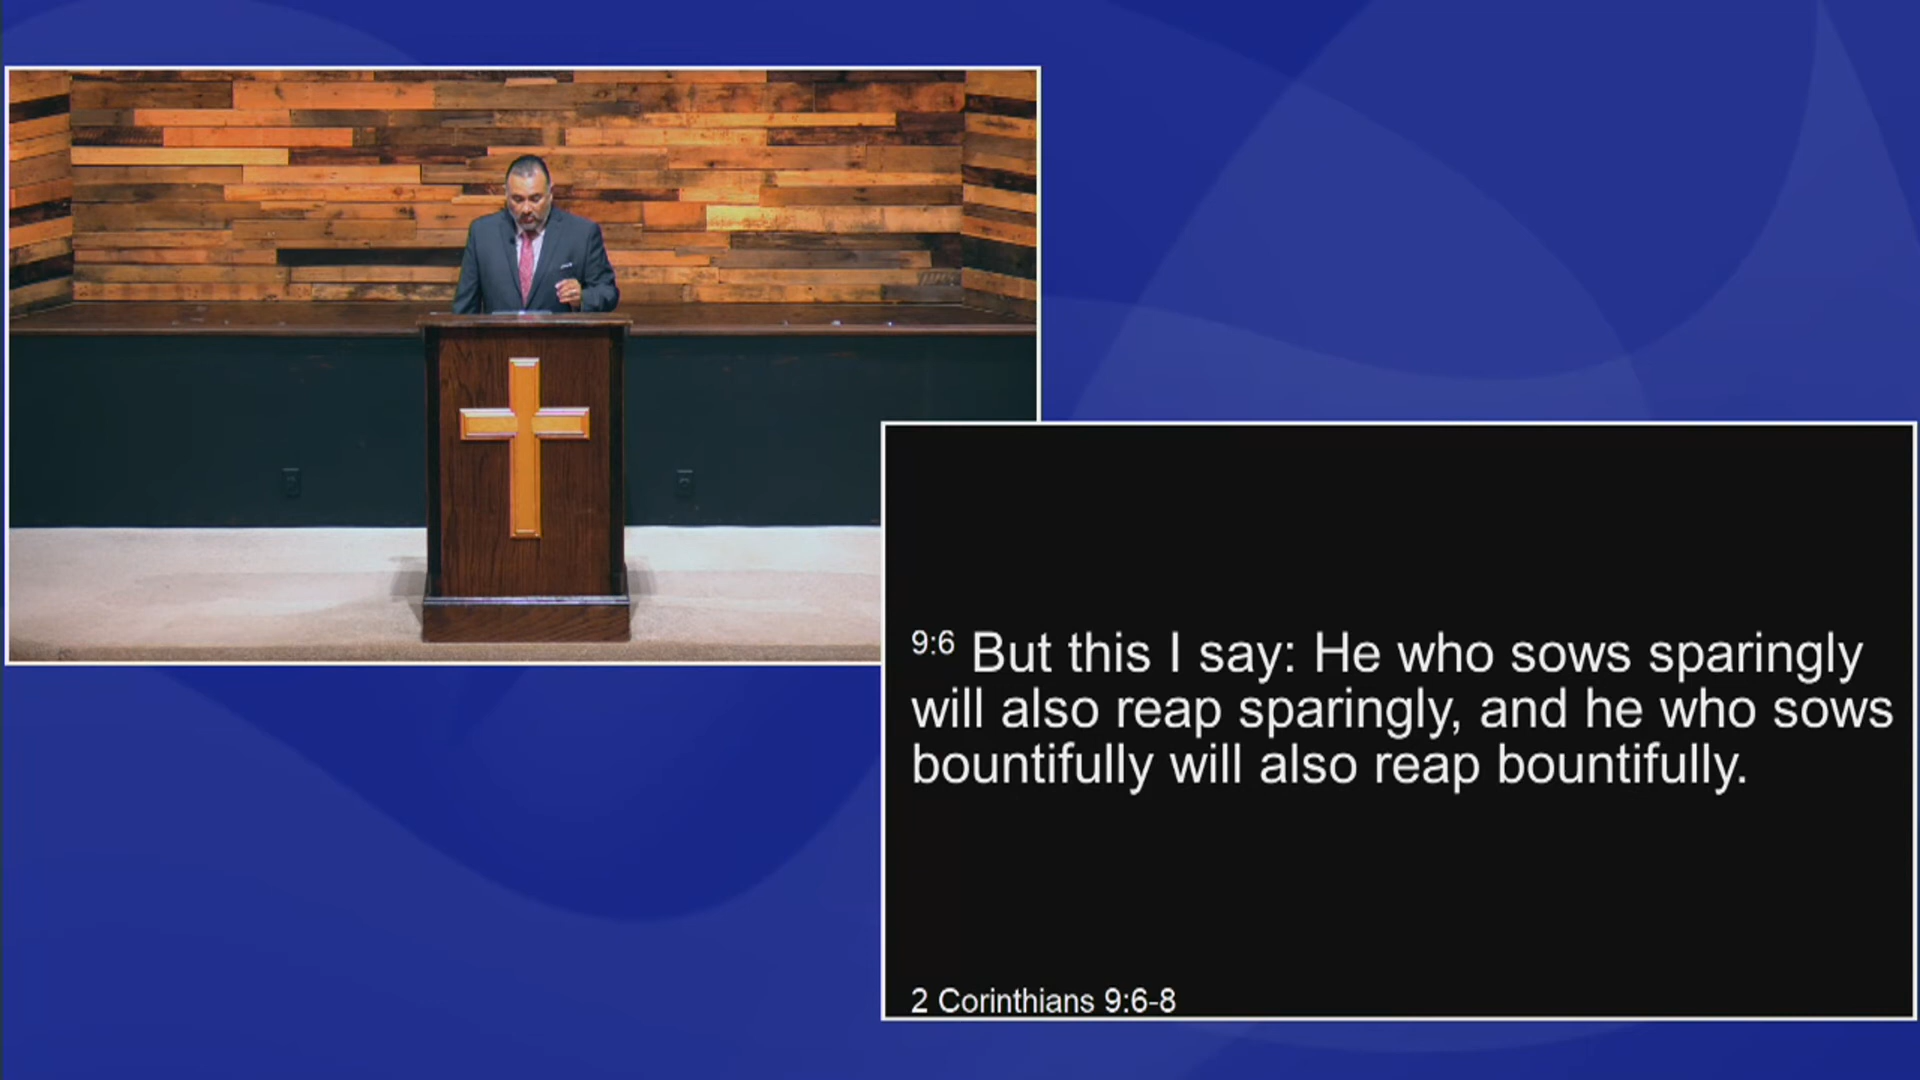 9:6 But this I say: He who sows sparingly
will also reap sparingly, and he who sows
bountifully will also reap bountifully.
2 Corinthians 9:6-8